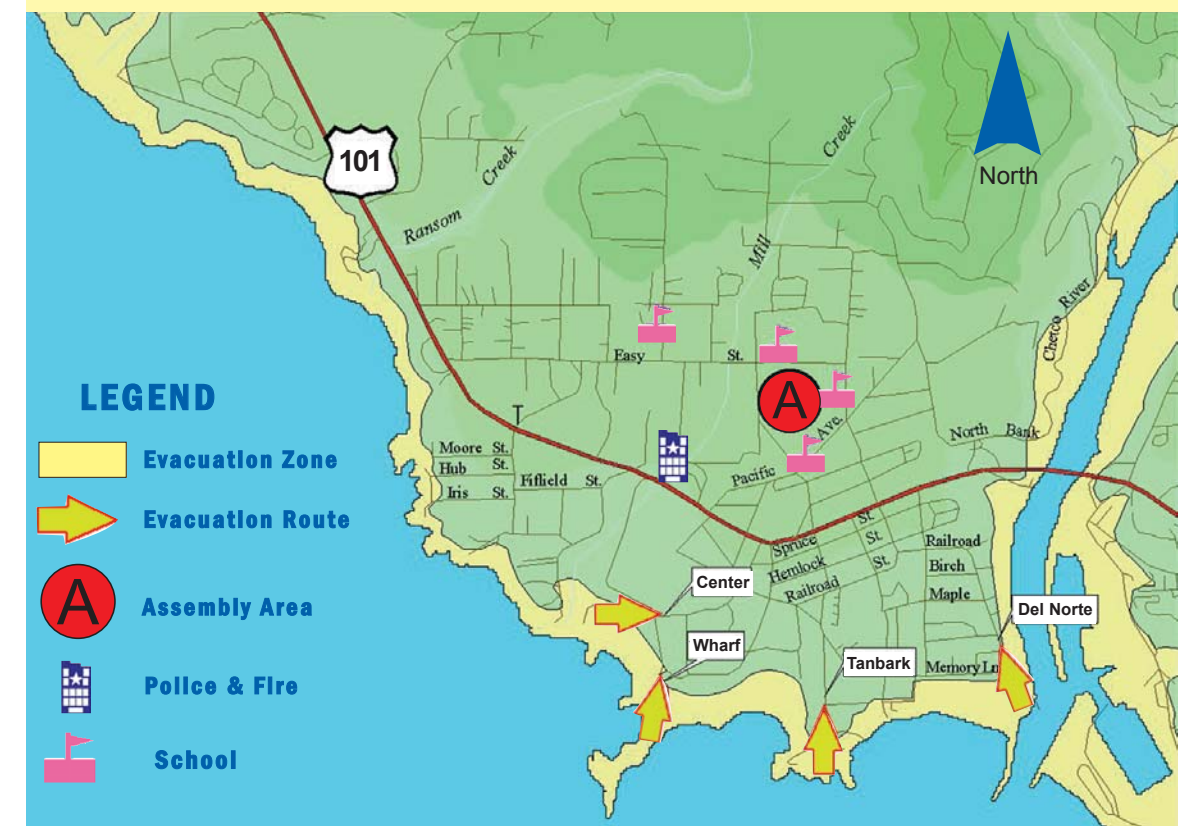 101
North
Creek
Ransom
Creek
Mill
Chetco River
Easy St.
A
Ave.
Pacific
North Bank
T
Moore St.
Hub St.
Iris St.
Fiflield St.
Spruce St.
Hemlock St.
Railroad St.
Railroad
Birch
Maple
Memory Ln
Center
Wharf
Tanbark
Del Norte
LEGEND
Evacuation Zone
Evacuation Route
A
Assembly Area
Police & Fire
School